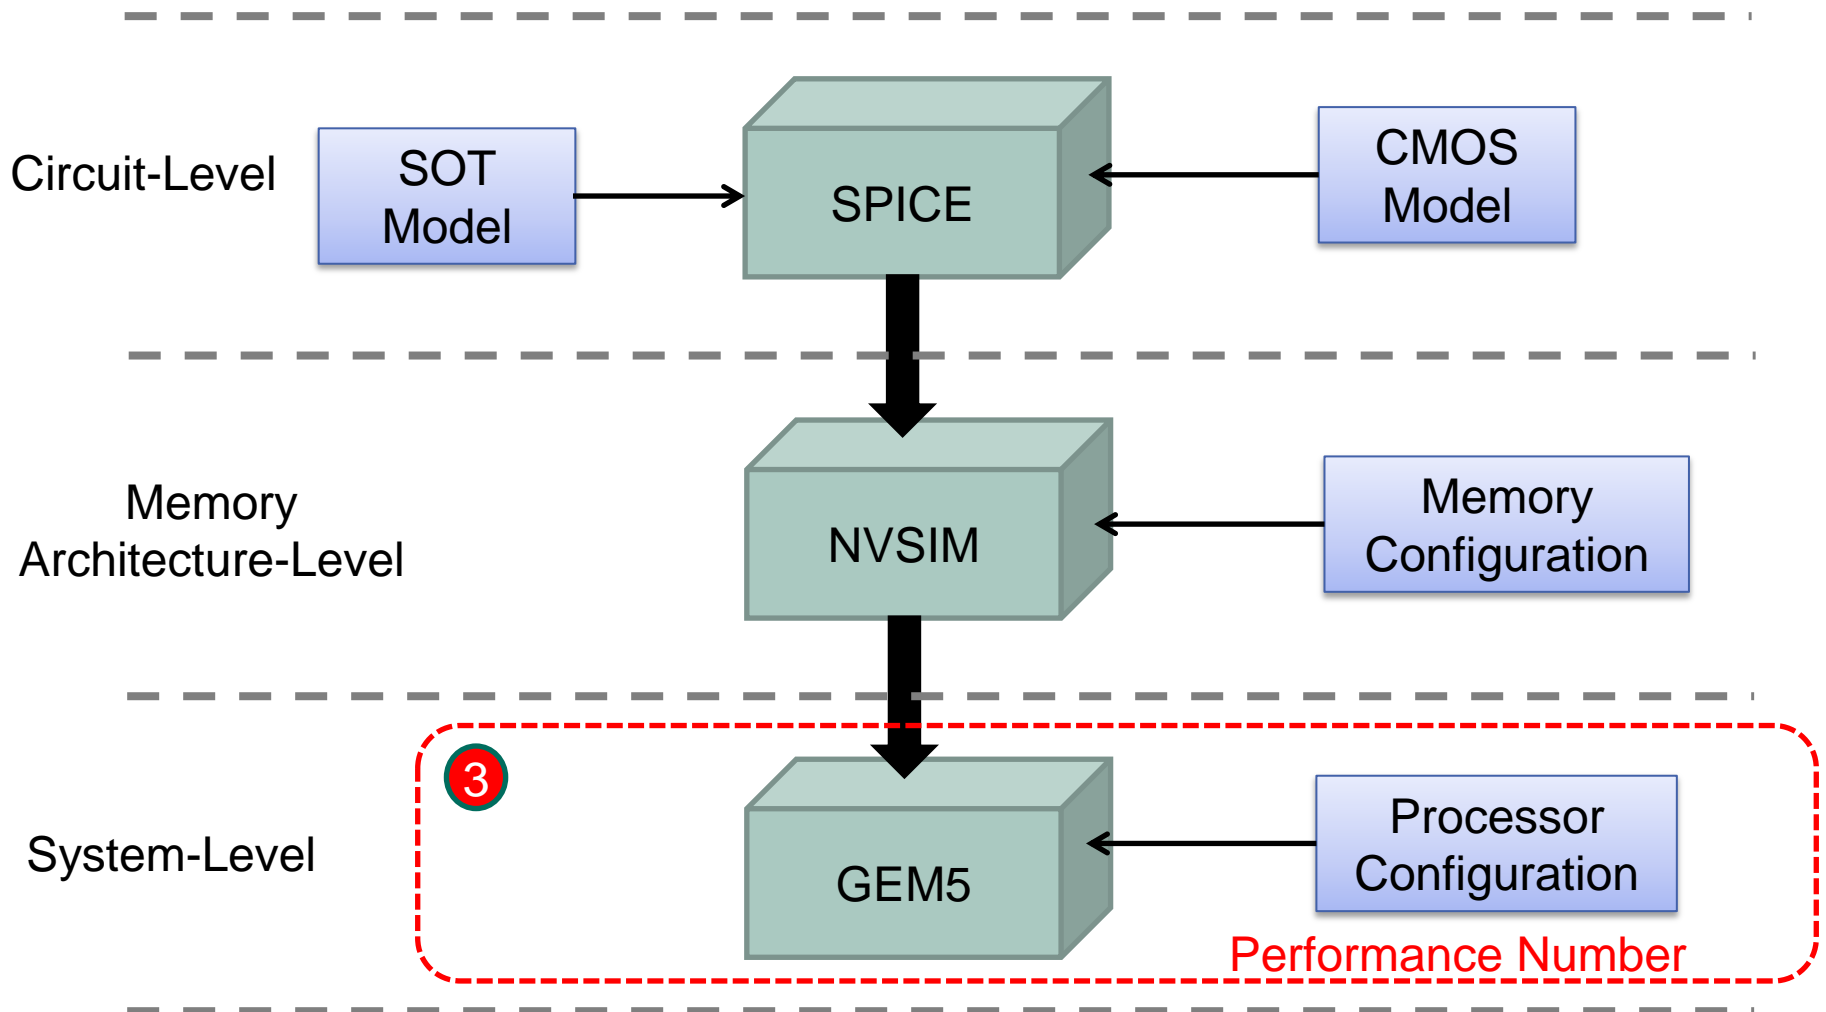 Circuit-Level
SOT
Model
SPICE
CMOS
Model
Memory
Architecture-Level
NVSIM
Memory
Configuration
3
System-Level
GEM5
Processor
Configuration
Performance Number